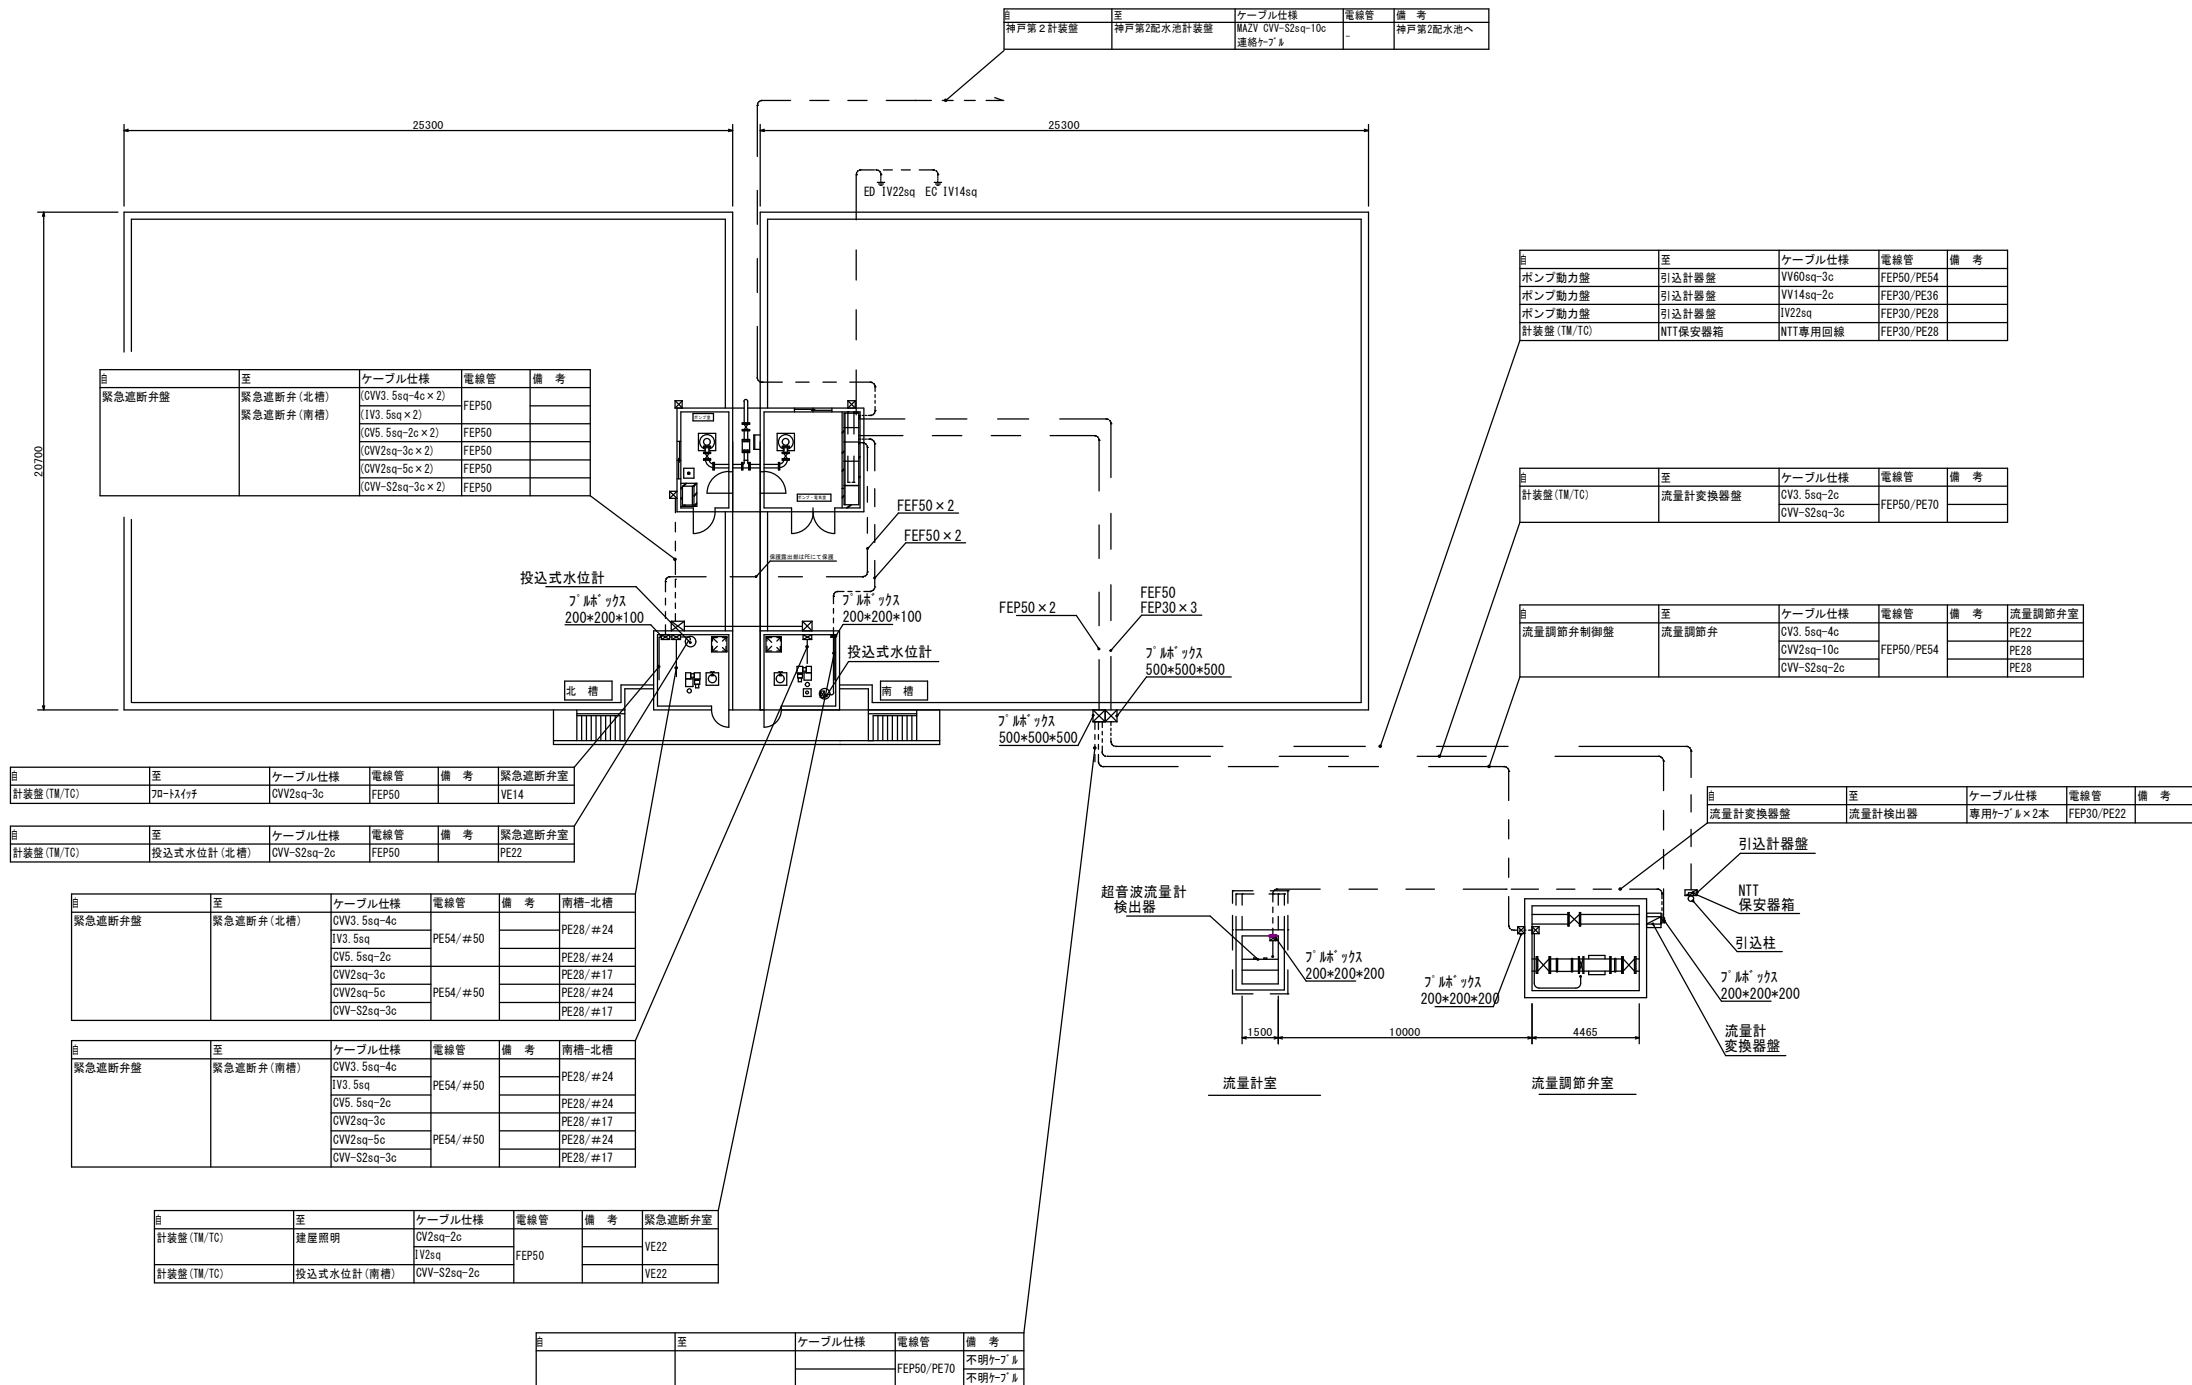 自 至 ケーブル仕様 電線管 備 考
神戸第2計装盤 神戸第2配水池計装盤 MAZV CVV-S2sq-10c - 神戸第2配水池へ
連絡ケーブル
25300 25300
ED IV22sq EC IV14sq
20700
自 至 ケーブル仕様 電線管 備 考
ポンプ動力盤 引込計器盤 VV60sq-3c FEP50/PE54
ポンプ動力盤 引込計器盤 VV14sq-2c FEP30/PE36
ポンプ動力盤 引込計器盤 IV22sq FEP30/PE28
計装盤(TM/TC) NTT保安器箱 NTT専用回線 FEP30/PE28
自 至 ケーブル仕様 電線管 備 考
緊急遮断弁盤 緊急遮断弁(北槽) (CVV3.5sq-4c×2) FEP50
緊急遮断弁(南槽) (IV3.5sq×2)
(CV5.5sq-2c×2) FEP50
(CVV2sq-3c×2) FEP50
(CVV2sq-5c×2) FEP50
(CVV-S2sq-3c×2) FEP50
ポンプ室
ポンプ・電気室
自 至 ケーブル仕様 電線管 備 考
計装盤(TM/TC) 流量計変換器盤 CV3.5sq-2c FEP50/PE70
CVV-S2sq-3c
FEF50×2
FEF50×2
保護露出部はPEにて保護
投込式水位計
プルボックス
200*200*100
プルボックス
200*200*100
投込式水位計
FEP50×2
FEF50
FEP30×3
プルボックス
500*500*500
プルボックス
500*500*500
北 槽
南 槽
自 至 ケーブル仕様 電線管 備 考 流量調節弁室
流量調節弁制御盤 流量調節弁 CV3.5sq-4c FEP50/PE54 PE22
CVV2sq-10c PE28
CVV-S2sq-2c PE28
自 至 ケーブル仕様 電線管 備 考 緊急遮断弁室
計装盤(TM/TC) フロートスイッチ CVV2sq-3c FEP50 VE14
自 至 ケーブル仕様 電線管 備 考 緊急遮断弁室
計装盤(TM/TC) 投込式水位計(北槽) CVV-S2sq-2c FEP50 PE22
自 至 ケーブル仕様 電線管 備 考
流量計変換器盤 流量計検出器 専用ケーブル×2本 FEP30/PE22
引込計器盤
NTT
保安器箱
引込柱
超音波流量計
検出器
プルボックス
200*200*200
プルボックス
200*200*200
プルボックス
200*200*200
流量計
変換器盤
1500 10000 4465
流量計室
流量調節弁室
自 至 ケーブル仕様 電線管 備 考 南槽-北槽
緊急遮断弁盤 緊急遮断弁(北槽) CVV3.5sq-4c PE54/#50 PE28/#24
IV3.5sq
CV5.5sq-2c PE28/#24
CVV2sq-3c PE54/#50 PE28/#17
CVV2sq-5c PE28/#24
CVV-S2sq-3c PE28/#17
自 至 ケーブル仕様 電線管 備 考 南槽-北槽
緊急遮断弁盤 緊急遮断弁(南槽) CVV3.5sq-4c PE54/#50 PE28/#24
IV3.5sq
CV5.5sq-2c PE28/#24
CVV2sq-3c PE54/#50 PE28/#17
CVV2sq-5c PE28/#24
CVV-S2sq-3c PE28/#17
自 至 ケーブル仕様 電線管 備 考 緊急遮断弁室
計装盤(TM/TC) 建屋照明 CV2sq-2c FEP50 VE22
IV2sq
計装盤(TM/TC) 投込式水位計(南槽) CVV-S2sq-2c VE22
自 至 ケーブル仕様 電線管 備 考
FEP50/PE70 不明ケーブル
不明ケーブル